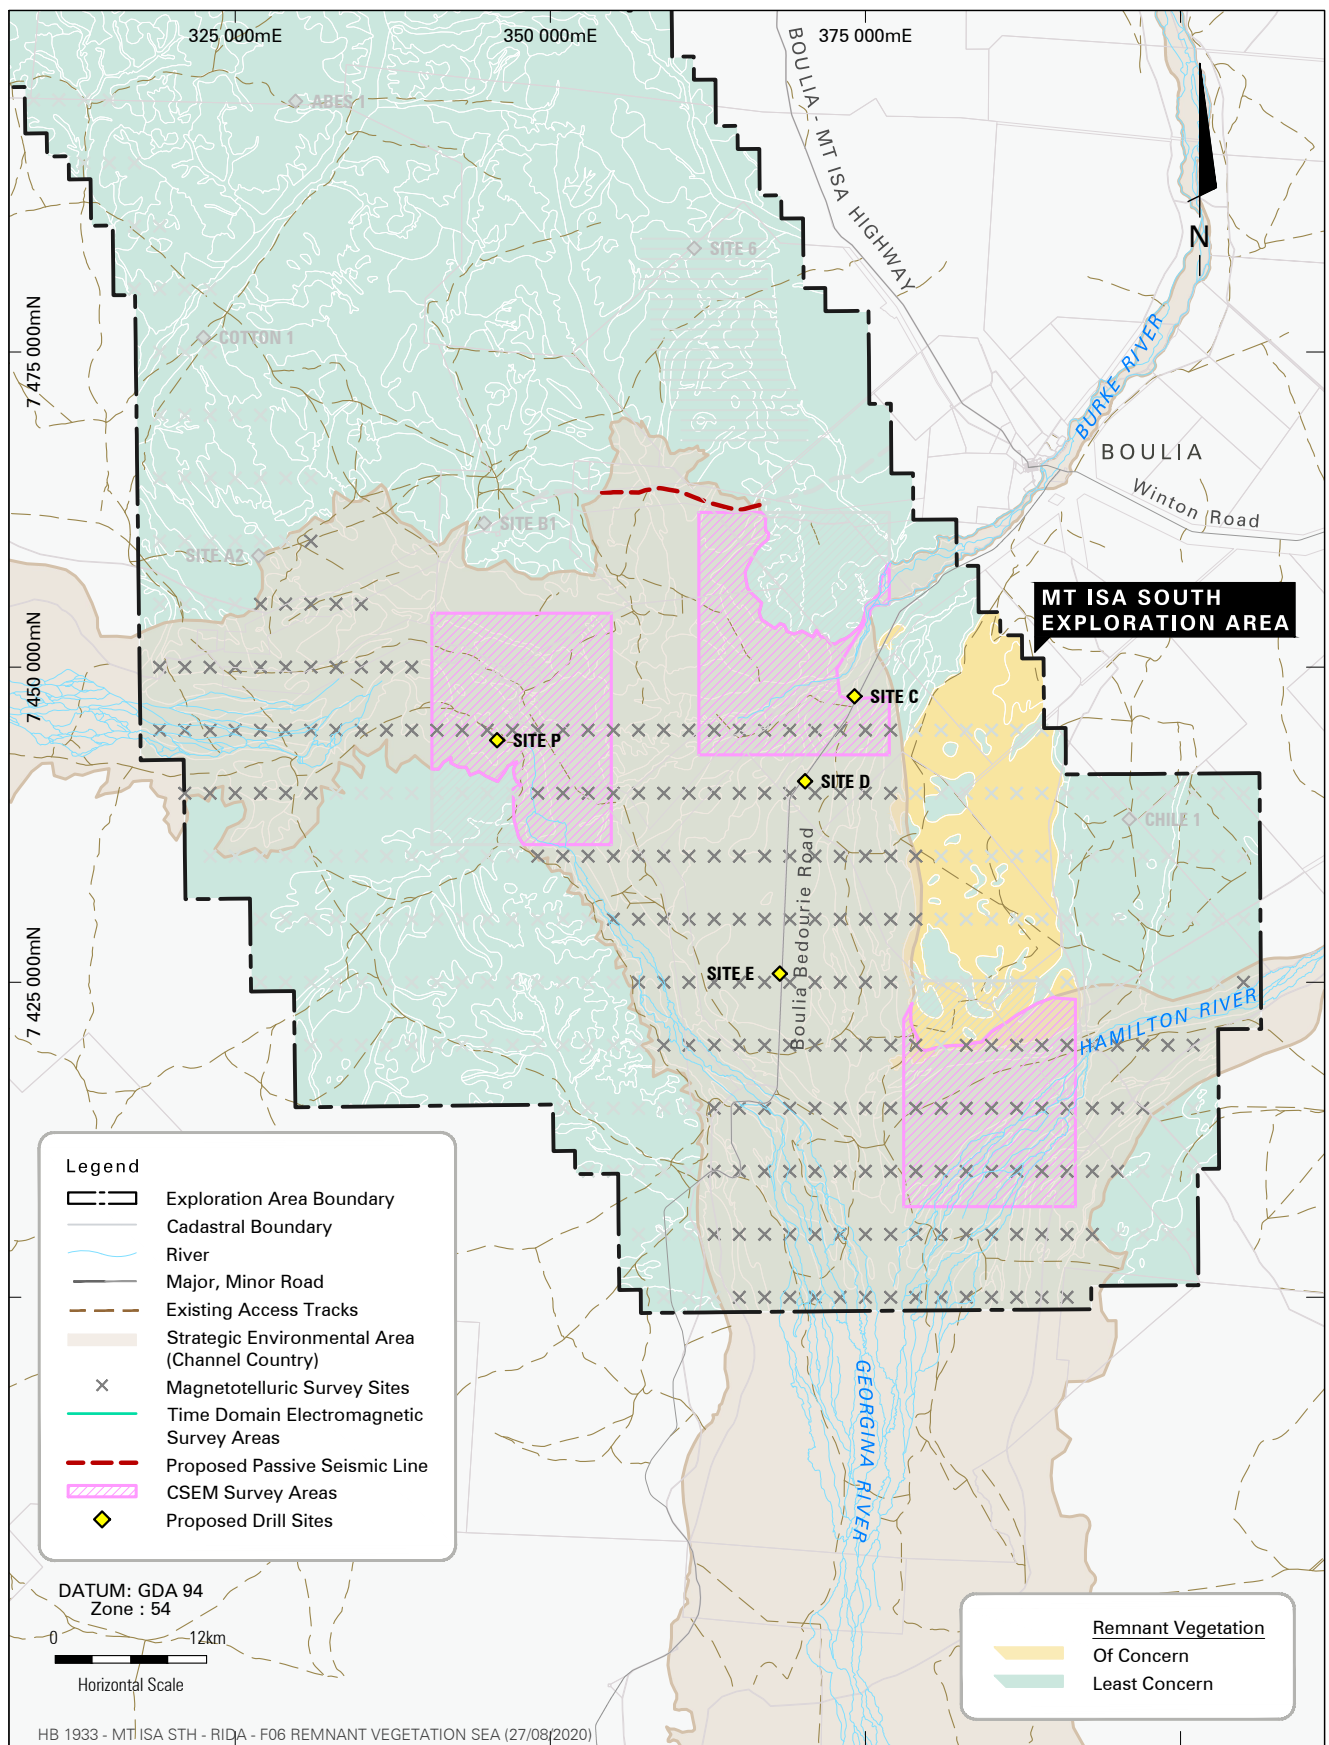 325 000mE
350 000mE
375 000mE
BOULIA - MT ISA HIGHWAY
ABES 1
N
SITE 6
COTTON 1
7 475 000mN
BURKE RIVER
BOULIA
Winton Road
SITE B1
SITE A2
MT ISA SOUTH
EXPLORATION AREA
7 450 000mN
SITE C
SITE P
SITE D
CHILE 1
Boulia Bedourie Road
SITE E
7 425 000mN
HAMILTON RIVER
Legend
Exploration Area Boundary
Cadastral Boundary
River
Major, Minor Road
Existing Access Tracks
Strategic Environmental Area
(Channel Country)
Magnetotelluric Survey Sites
Time Domain Electromagnetic
Survey Areas
Proposed Passive Seismic Line
CSEM Survey Areas
Proposed Drill Sites
GEORGINA RIVER
DATUM: GDA 94
Zone : 54
0 12km
Horizontal Scale
Remnant Vegetation
Of Concern
Least Concern
HB 1933 - MT ISA STH - RIDA - F06 REMNANT VEGETATION SEA (27/08/2020)